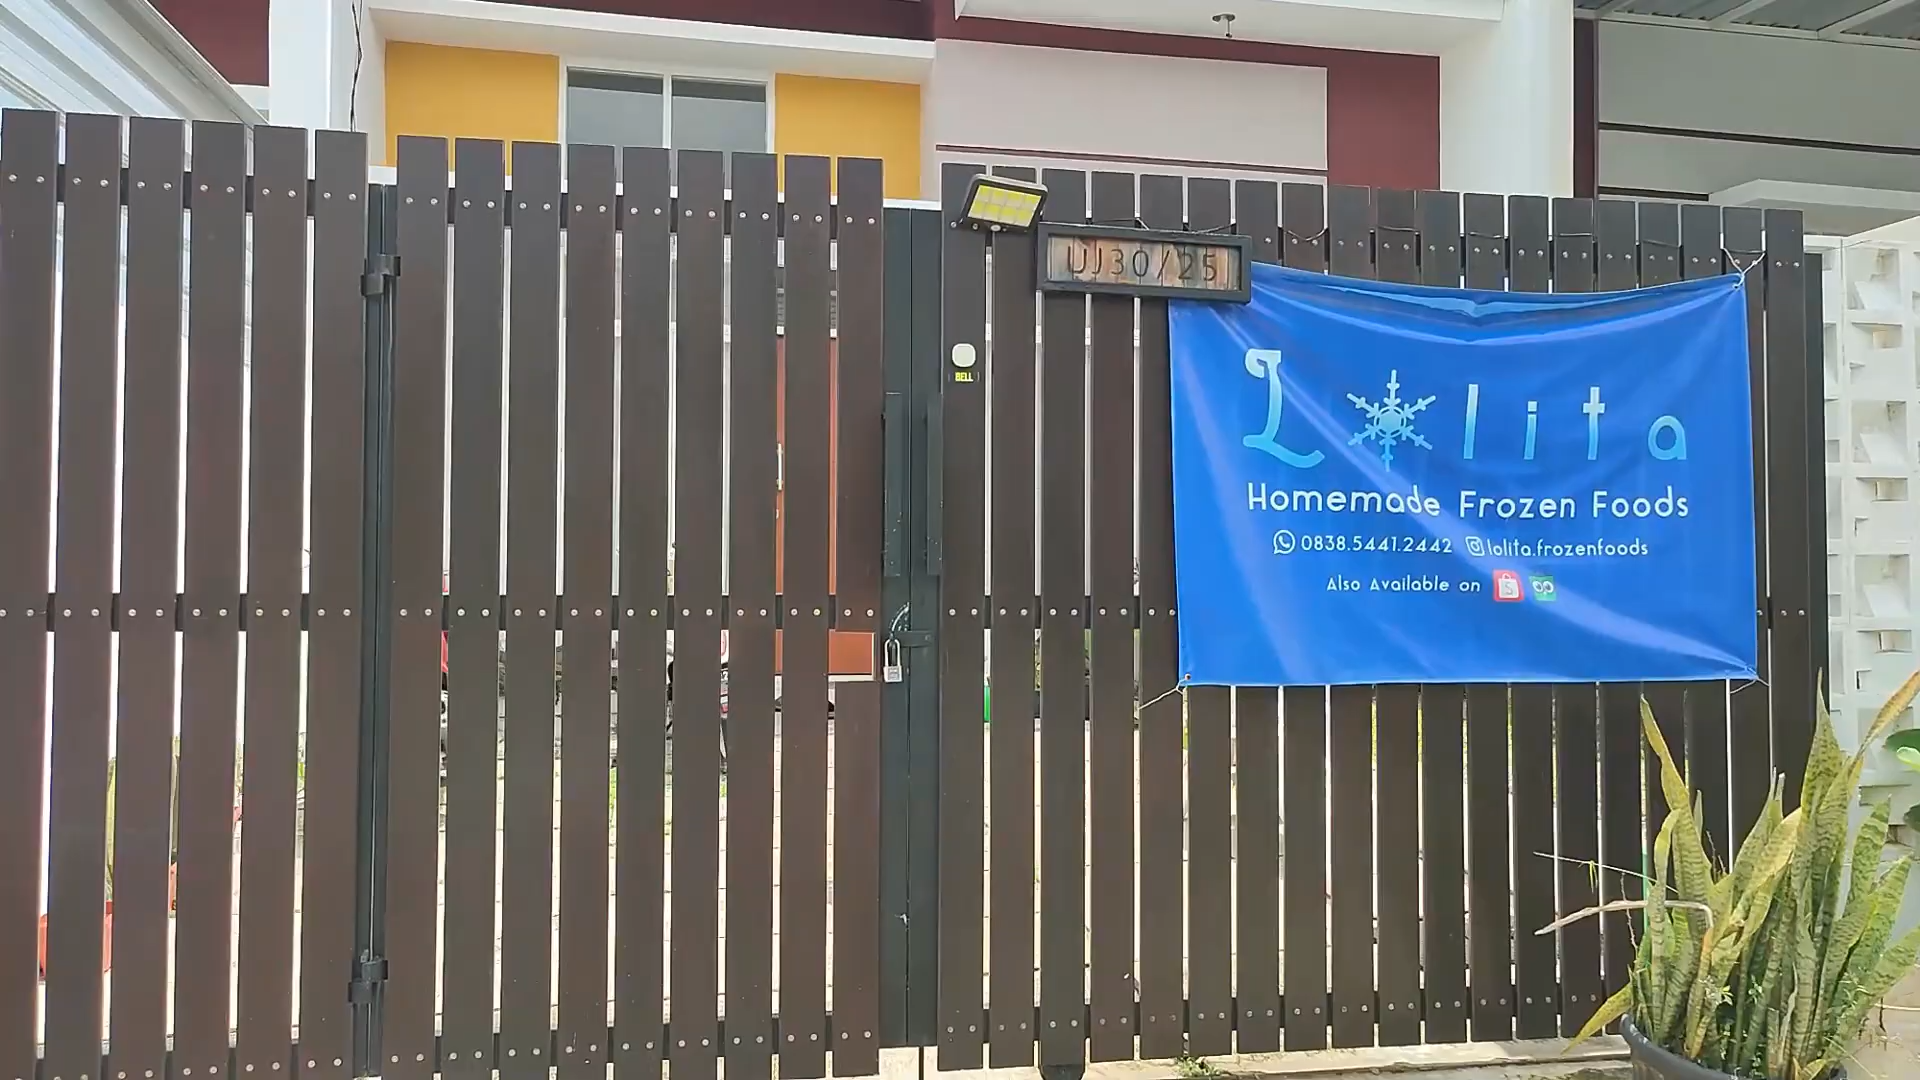 UJ30/25
BELL
Lolita
Homemade Frozen Foods
0838.5441.2442 lolita.frozenfoods
Also Available on